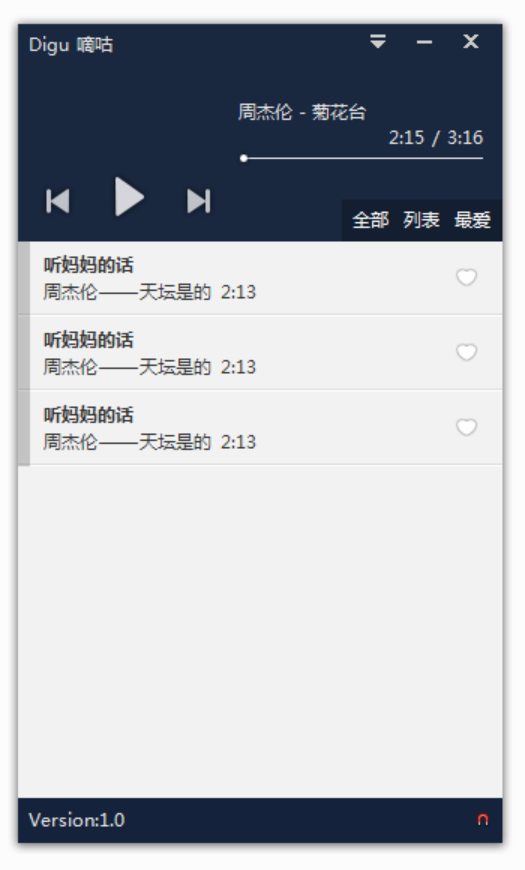 Digu 嘀咕
周杰伦 - 菊花台
2:15 / 3:16
全部 列表 最爱
听妈妈的话
周杰伦——天坛是的 2:13
听妈妈的话
周杰伦——天坛是的 2:13
听妈妈的话
周杰伦——天坛是的 2:13
Version:1.0